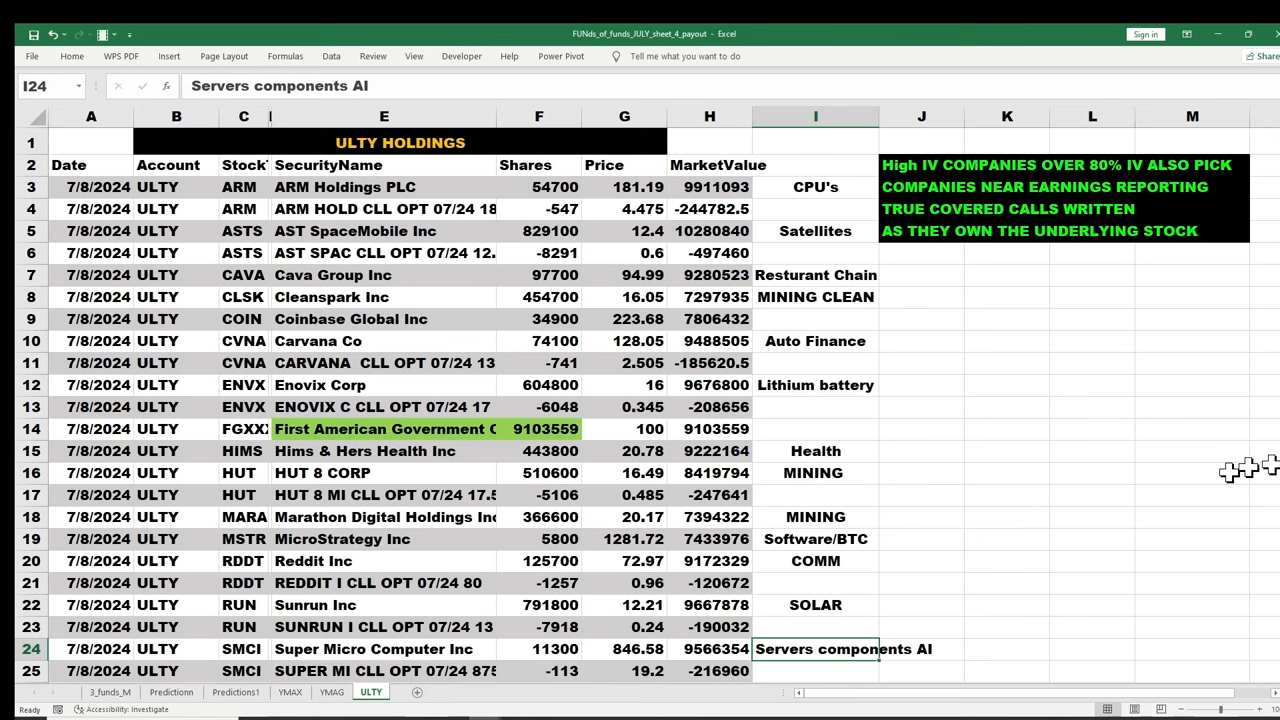 FUNds_of_funds_JULY_sheet_4_payout - Excel
Sign in
File Home WPS PDF Insert Page Layout Formulas Data Review View Developer Help Power Pivot Tell me what you want to do Share
I24 fx Servers components AI
A B C E F G H I J K L M
1 ULTY HOLDINGS
2 Date Account Stock SecurityName Shares Price MarketValue High IV COMPANIES OVER 80% IV ALSO PICK
3 7/8/2024 ULTY ARM ARM Holdings PLC 54700 181.19 9911093 CPU's COMPANIES NEAR EARNINGS REPORTING
4 7/8/2024 ULTY ARM ARM HOLD CLL OPT 07/24 18 -547 4.475 -244782.5 TRUE COVERED CALLS WRITTEN
5 7/8/2024 ULTY ASTS AST SpaceMobile Inc 829100 12.4 10280840 Satellites AS THEY OWN THE UNDERLYING STOCK
6 7/8/2024 ULTY ASTS AST SPAC CLL OPT 07/24 12. -8291 0.6 -497460
7 7/8/2024 ULTY CAVA Cava Group Inc 97700 94.99 9280523 Resturant Chain
8 7/8/2024 ULTY CLSK Cleanspark Inc 454700 16.05 7297935 MINING CLEAN
9 7/8/2024 ULTY COIN Coinbase Global Inc 34900 223.68 7806432
10 7/8/2024 ULTY CVNA Carvana Co 74100 128.05 9488505 Auto Finance
11 7/8/2024 ULTY CVNA CARVANA CLL OPT 07/24 13 -741 2.505 -185620.5
12 7/8/2024 ULTY ENVX Enovix Corp 604800 16 9676800 Lithium battery
13 7/8/2024 ULTY ENVX ENOVIX C CLL OPT 07/24 17 -6048 0.345 -208656
14 7/8/2024 ULTY FGXX First American Government 9103559 100 9103559
15 7/8/2024 ULTY HIMS Hims & Hers Health Inc 443800 20.78 9222164 Health
16 7/8/2024 ULTY HUT HUT 8 CORP 510600 16.49 8419794 MINING
17 7/8/2024 ULTY HUT HUT 8 MI CLL OPT 07/24 17.5 -5106 0.485 -247641
18 7/8/2024 ULTY MARA Marathon Digital Holdings Inc 366600 20.17 7394322 MINING
19 7/8/2024 ULTY MSTR MicroStrategy Inc 5800 1281.72 7433976 Software/BTC
20 7/8/2024 ULTY RDDT Reddit Inc 125700 72.97 9172329 COMM
21 7/8/2024 ULTY RDDT REDDIT I CLL OPT 07/24 80 -1257 0.96 -120672
22 7/8/2024 ULTY RUN Sunrun Inc 791800 12.21 9667878 SOLAR
23 7/8/2024 ULTY RUN SUNRUN I CLL OPT 07/24 13 -7918 0.24 -190032
24 7/8/2024 ULTY SMCI Super Micro Computer Inc 11300 846.58 9566354 Servers components AI
25 7/8/2024 ULTY SMCI SUPER MI CLL OPT 07/24 875 -113 19.2 -216960
3_funds_M Predictionn Predictions1 YMAX YMAG ULTY
Ready Accessibility: Investigate